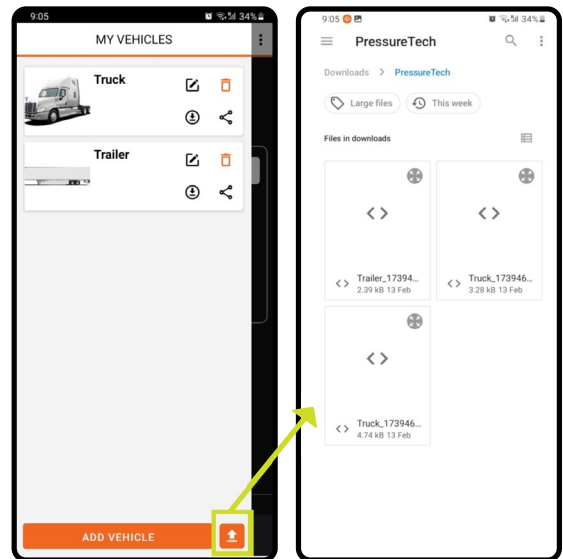 9:05
34%
MY VEHICLES
Truck
Trailer
ADD VEHICLE
9:05
34%
PressureTech
Downloads > PressureTech
Large files
This week
Files in downloads
Trailer_17394...
2.39 kB 13 Feb
Truck_173946...
3.28 kB 13 Feb
Truck_173946...
4.74 kB 13 Feb